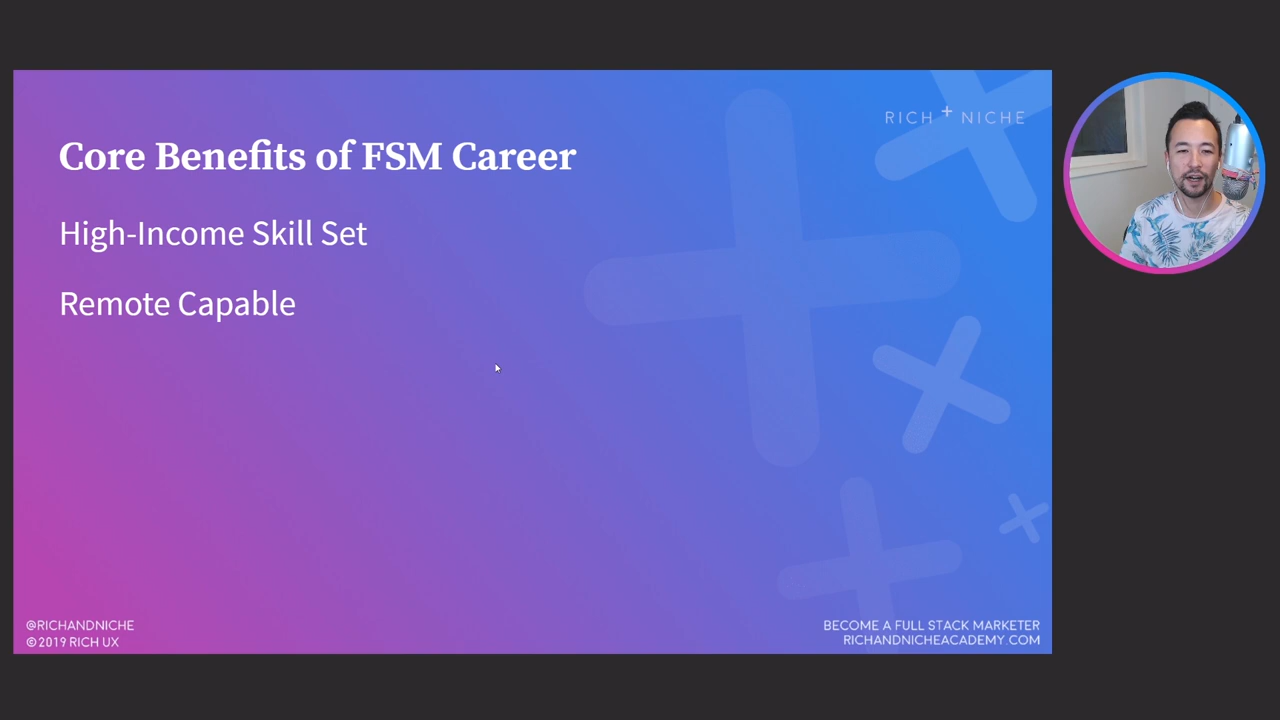 RICH + NICHE
Core Benefits of FSM Career
High-Income Skill Set
Remote Capable
@RICHANDNICHE
©2019 RICH UX
BECOME A FULL STACK MARKETER
RICHANDNICHEACADEMY.COM